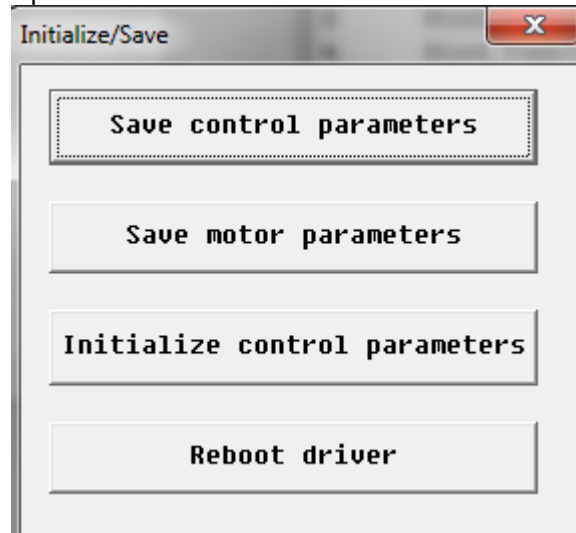 Initialize/Save
Save control parameters
Save motor parameters
Initialize control parameters
Reboot driver